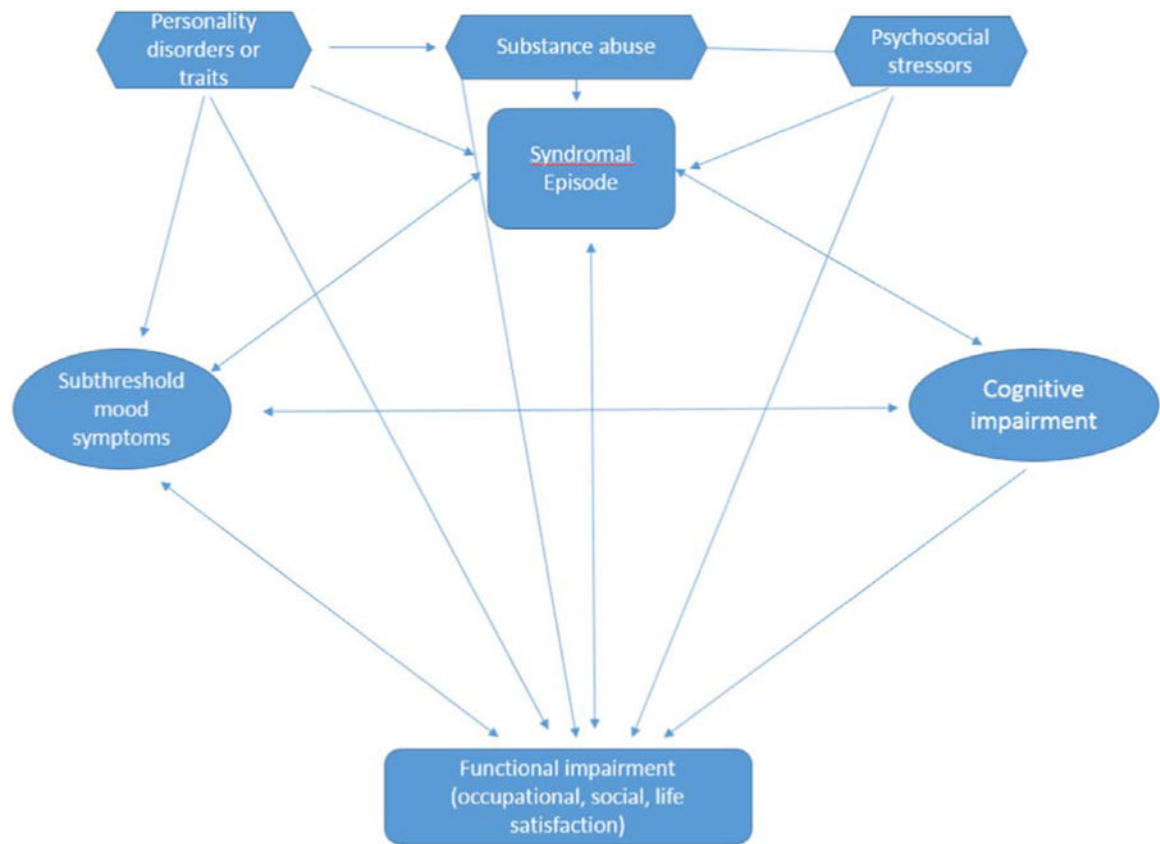 Personality
disorders or
traits
Substance abuse
Psychosocial
stressors
Syndromal
Episode
Subthreshold
mood
symptoms
Cognitive
impairment
Functional impairment
(occupational, social, life
satisfaction)